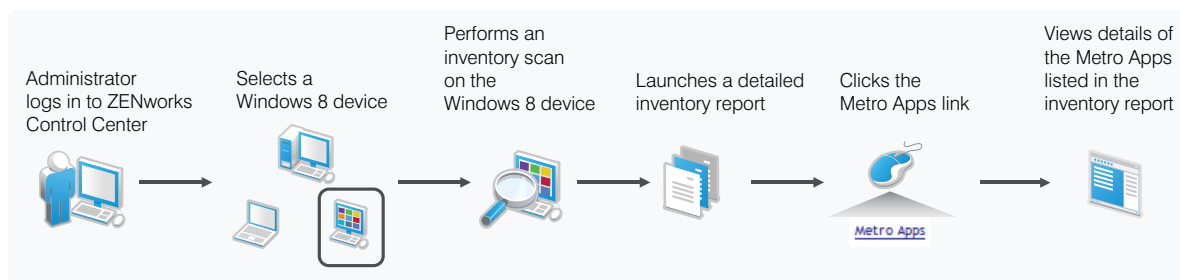 Administrator
logs in to ZENworks
Control Center
Selects a
Windows 8 device
Performs an
inventory scan
on the
Windows 8 device
Launches a detailed
inventory report
Clicks the
Metro Apps link
Metro Apps
Views details of
the Metro Apps
listed in the
inventory report